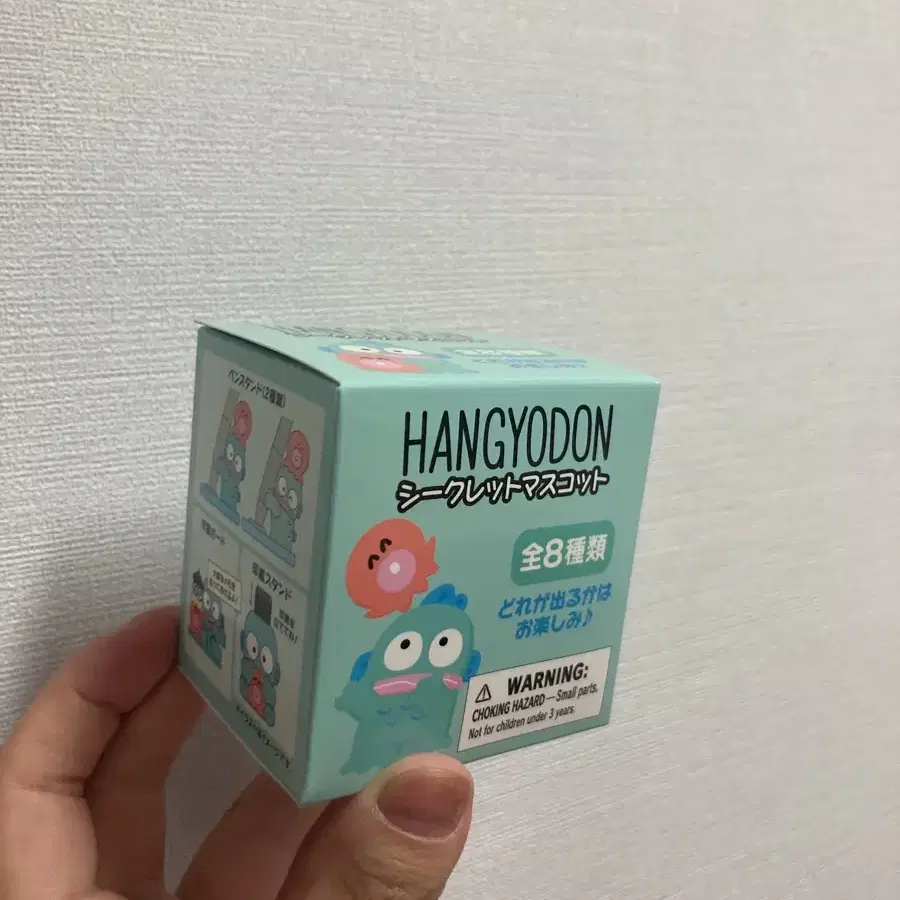 HANGYODON
シークレットマスコット
全8種類
どれが出るかは
お楽しみ♪
WARNING:
CHOKING HAZARD—Small parts.
Not for children under 3 years.
ペンスタンド(2種類)
印鑑スタンド